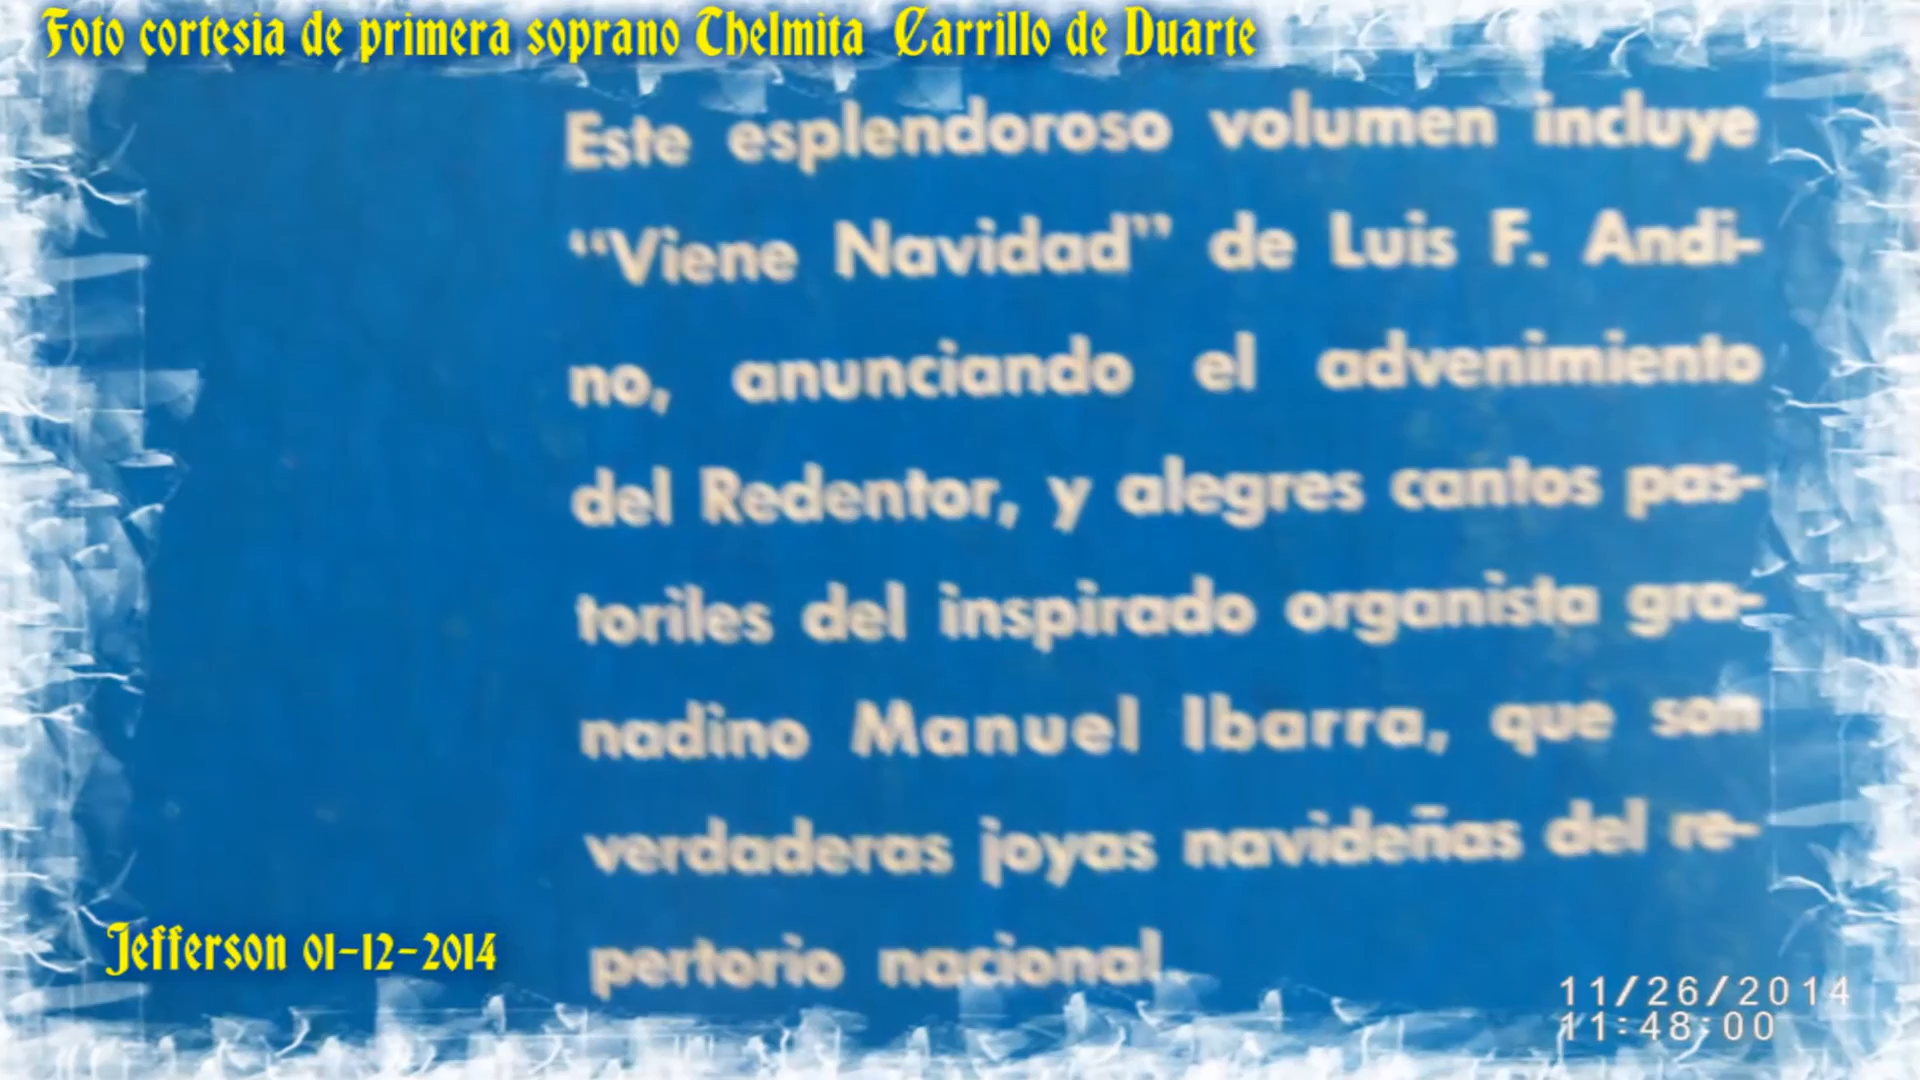 Foto cortesia de primera soprano Thelmita Carrillo de Duarte
Este esplendoroso volumen incluye
“Viene Navidad” de Luis F. Andi-
no, anunciando el advenimiento
del Redentor, y alegres cantos pas-
toriles del inspirado organista gra-
nadino Manuel Ibarra, que son
verdaderas joyas navideñas del re-
pertorio nacional.
Jefferson 01-12-2014
11/26/2014
11:48:00